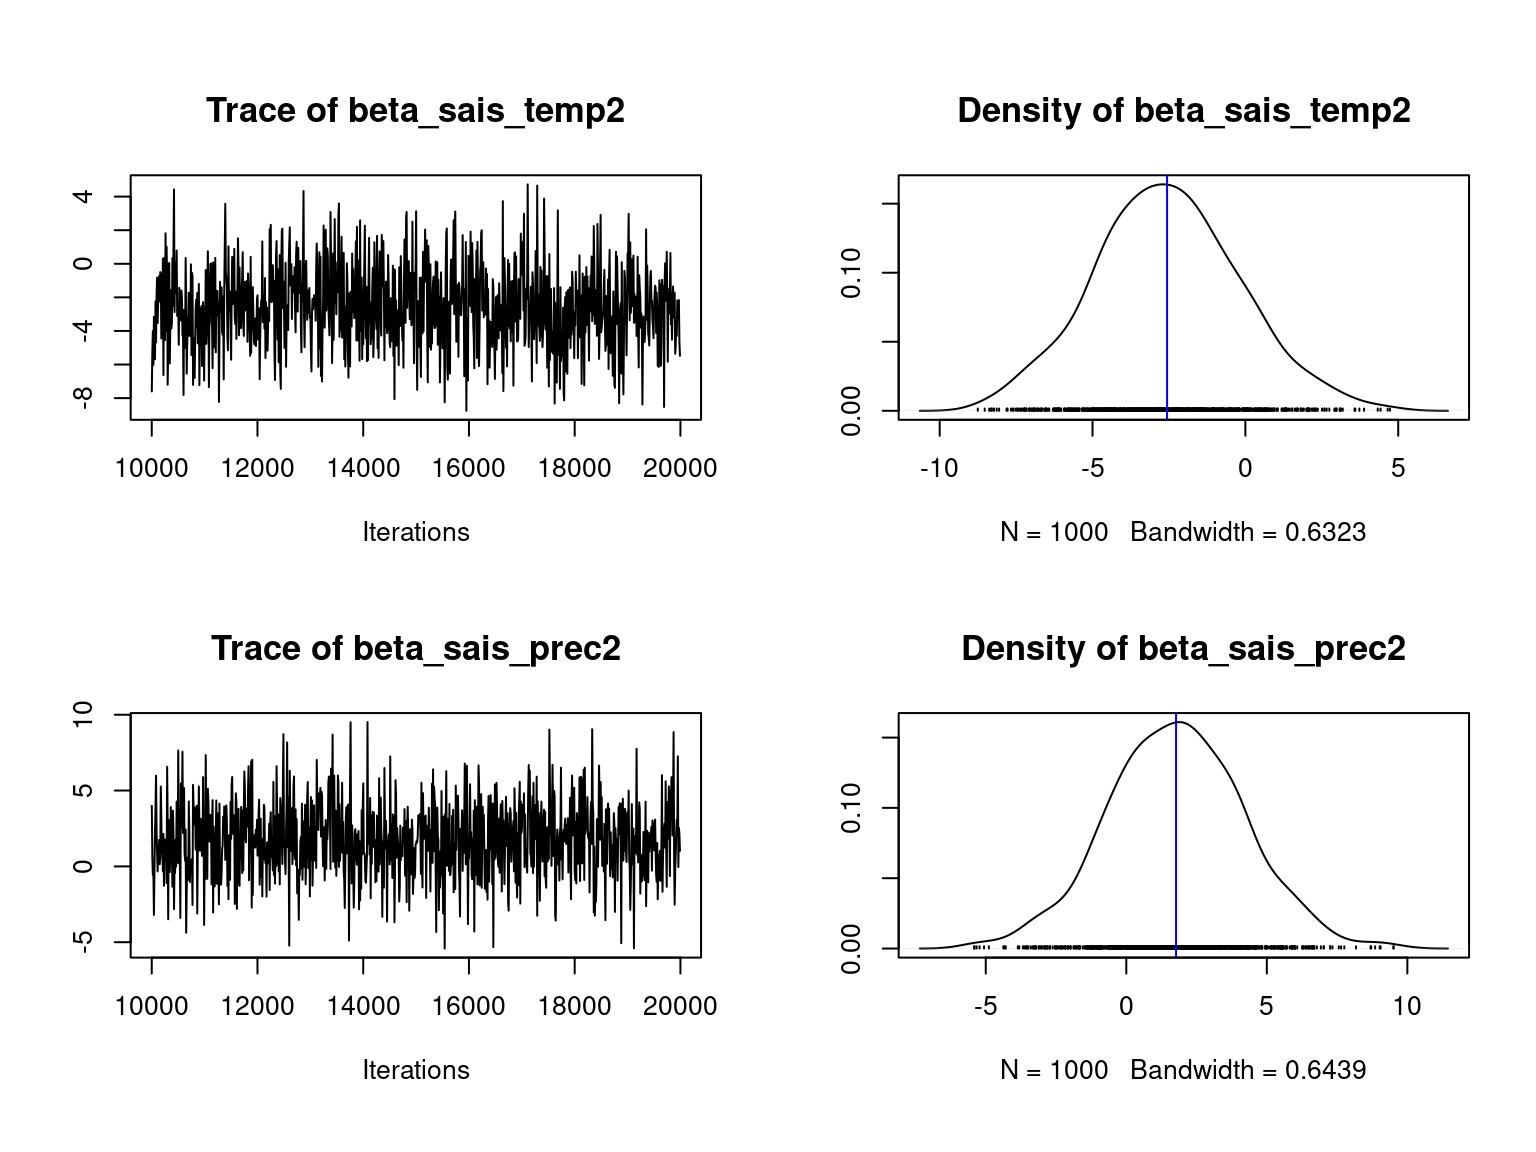 Trace of beta_sais_temp2
4
0
-4
-8
10000 12000 14000 16000 18000 20000
Iterations
Density of beta_sais_temp2
0.10
0.00
-10 -5 0 5
N = 1000 Bandwidth = 0.6323
Trace of beta_sais_prec2
10
5
0
-5
10000 12000 14000 16000 18000 20000
Iterations
Density of beta_sais_prec2
0.10
0.00
-5 0 5 10
N = 1000 Bandwidth = 0.6439